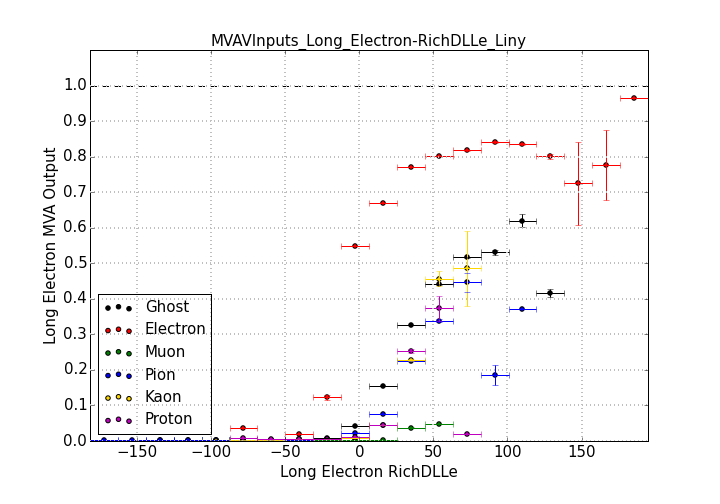 MVAVInputs_Long_Electron-RichDLLe_Liny
1.0
0.9
0.8
0.7
0.6
0.5
0.4
0.3
0.2
0.1
0.0
Long Electron MVA Output
Ghost
Electron
Muon
Pion
Kaon
Proton
−150 −100 −50 0 50 100 150
Long Electron RichDLLe